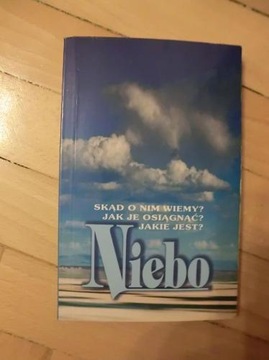 SKĄD O NIM WIEMY?
JAK JE OSIĄGNĄĆ?
JAKIE JEST?
Niebo